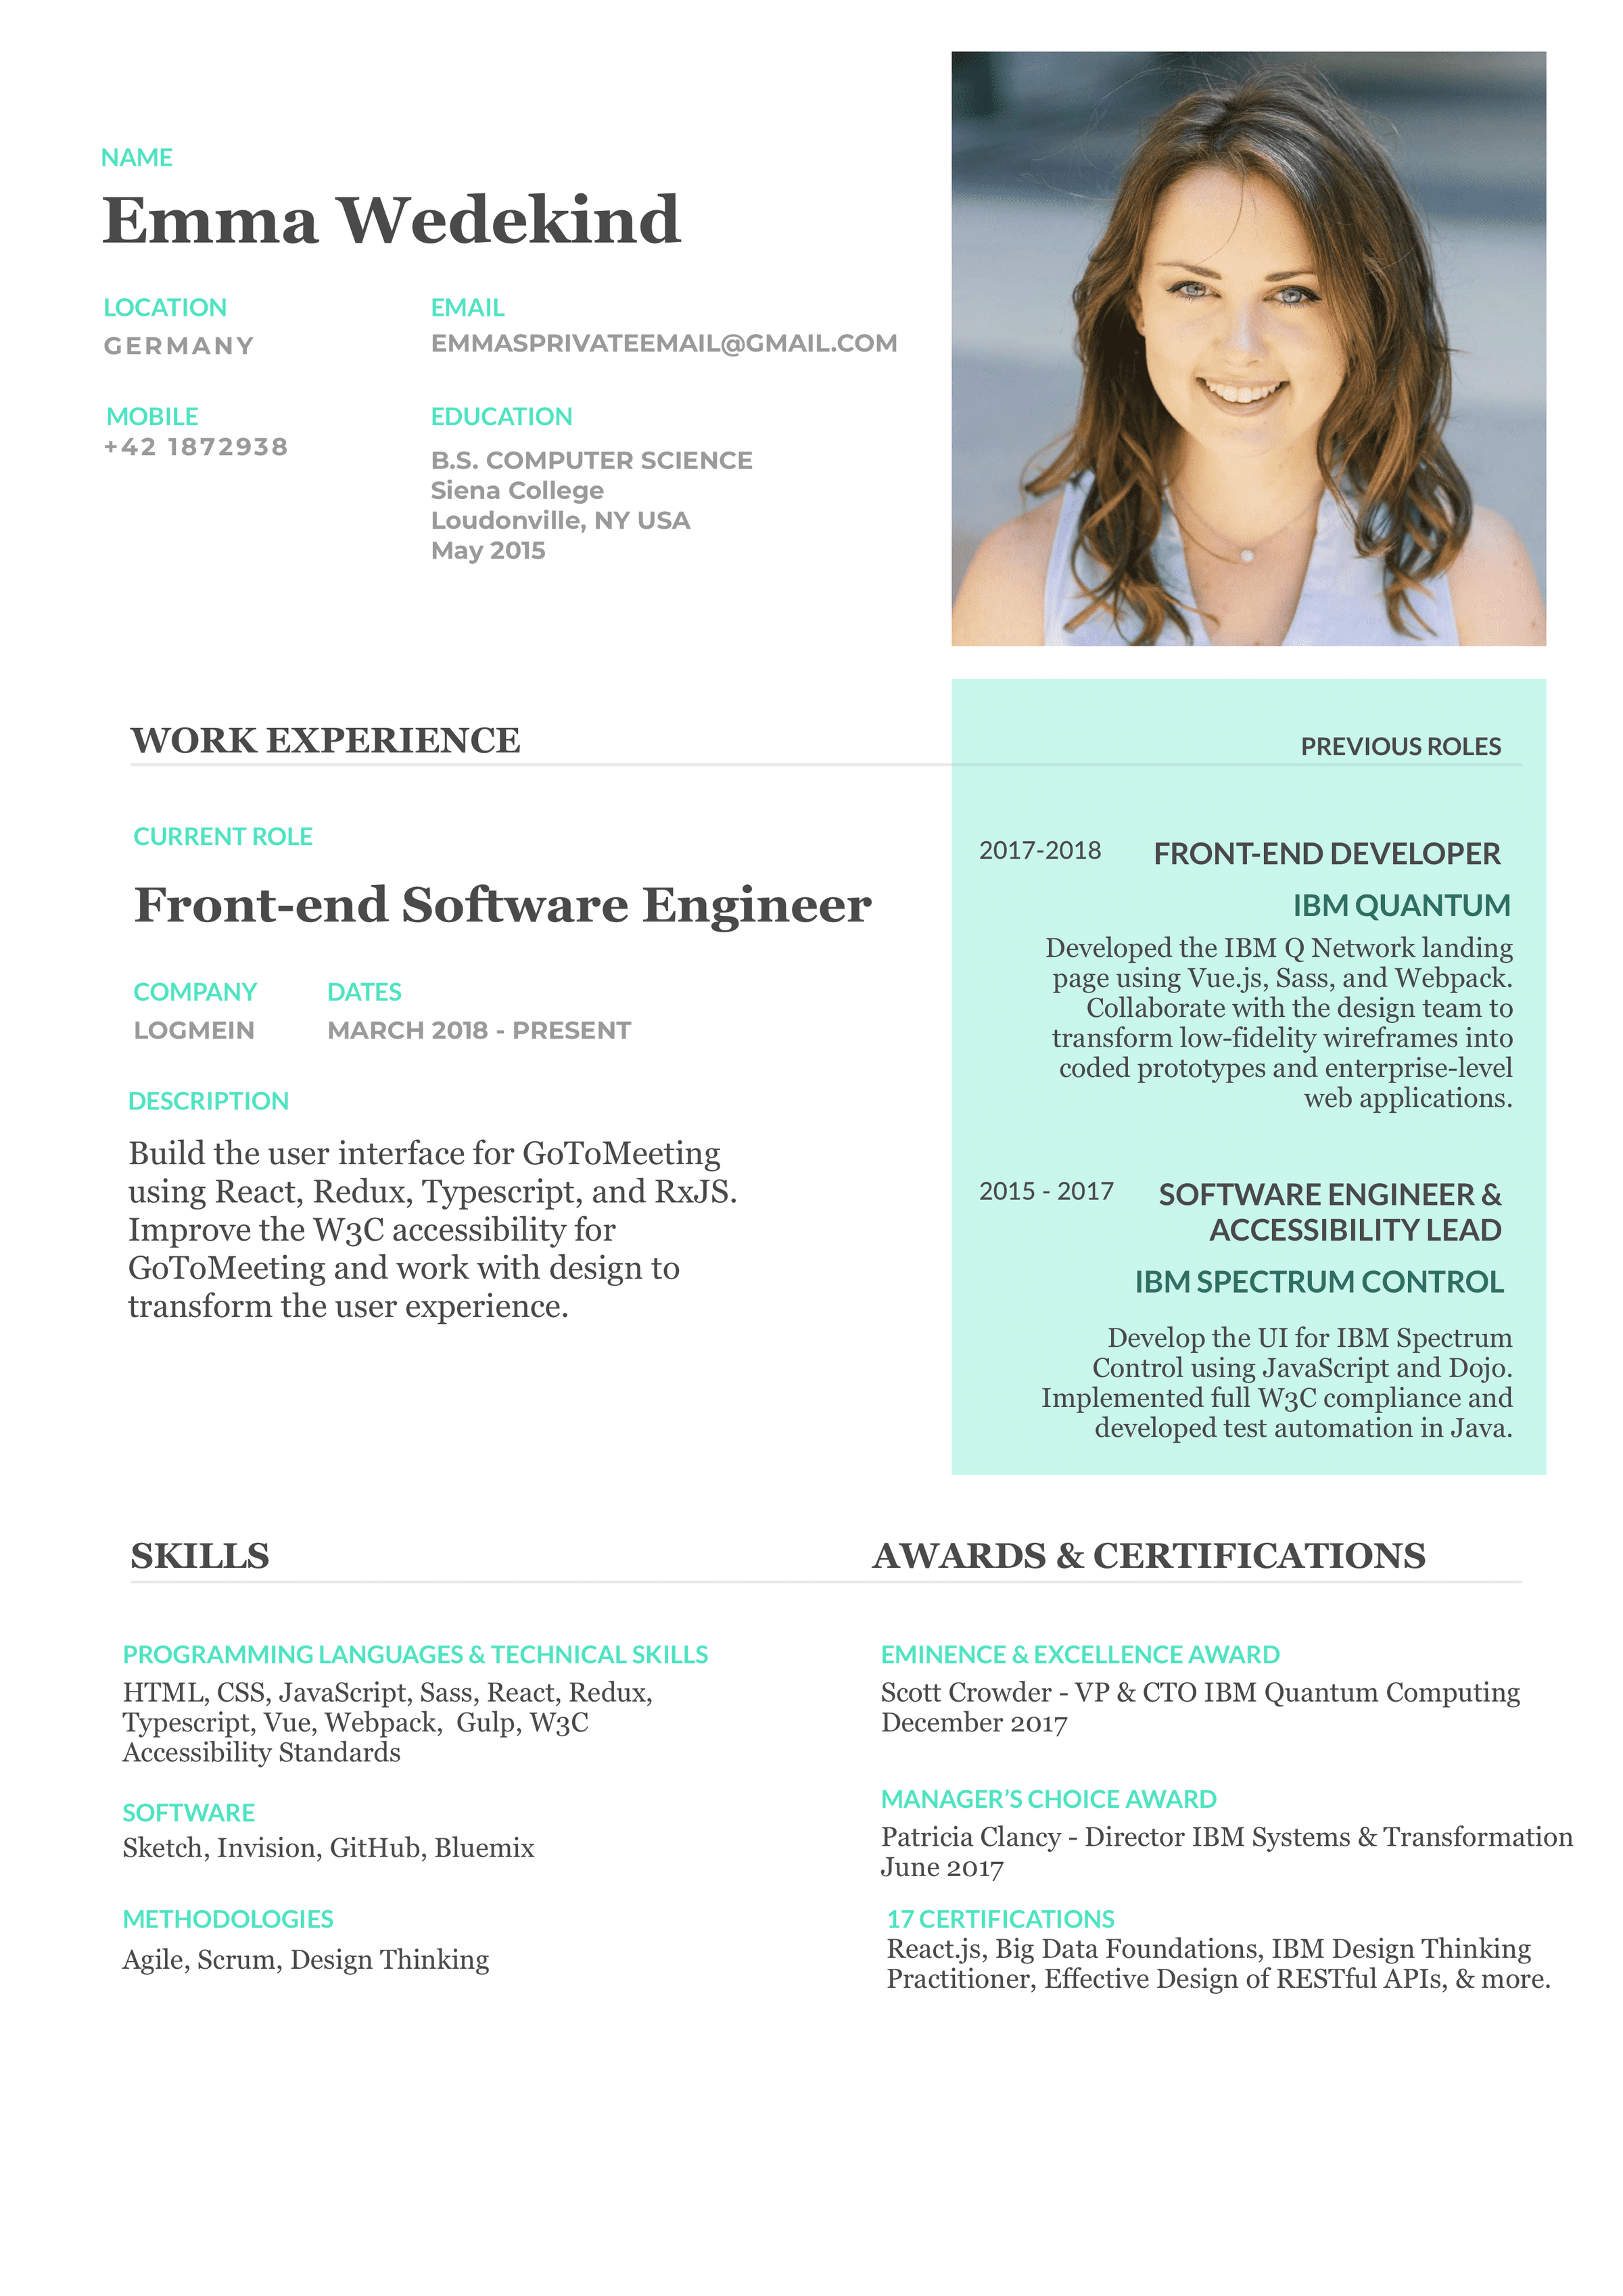 NAME
Emma Wedekind
LOCATION
GERMANY
EMAIL
EMMASPRIVATEEMAIL@GMAIL.COM
MOBILE
+42 1872938
EDUCATION
B.S. COMPUTER SCIENCE
Siena College
Loudonville, NY USA
May 2015
WORK EXPERIENCE
CURRENT ROLE
Front-end Software Engineer
COMPANY
LOGMEIN
DATES
MARCH 2018 - PRESENT
DESCRIPTION
Build the user interface for GoToMeeting
using React, Redux, Typescript, and RxJS.
Improve the W3C accessibility for
GoToMeeting and work with design to
transform the user experience.
PREVIOUS ROLES
2017-2018
FRONT-END DEVELOPER
IBM QUANTUM
Developed the IBM Q Network landing
page using Vue.js, Sass, and Webpack.
Collaborate with the design team to
transform low-fidelity wireframes into
coded prototypes and enterprise-level
web applications.
2015 - 2017
SOFTWARE ENGINEER &
ACCESSIBILITY LEAD
IBM SPECTRUM CONTROL
Develop the UI for IBM Spectrum
Control using JavaScript and Dojo.
Implemented full W3C compliance and
developed test automation in Java.
SKILLS
PROGRAMMING LANGUAGES & TECHNICAL SKILLS
HTML, CSS, JavaScript, Sass, React, Redux,
Typescript, Vue, Webpack,  Gulp, W3C
Accessibility Standards
SOFTWARE
Sketch, Invision, GitHub, Bluemix
METHODOLOGIES
Agile, Scrum, Design Thinking
AWARDS & CERTIFICATIONS
EMINENCE & EXCELLENCE AWARD
Scott Crowder - VP & CTO IBM Quantum Computing
December 2017
MANAGER’S CHOICE AWARD
Patricia Clancy - Director IBM Systems & Transformation
June 2017
17 CERTIFICATIONS
React.js, Big Data Foundations, IBM Design Thinking
Practitioner, Effective Design of RESTful APIs, & more.